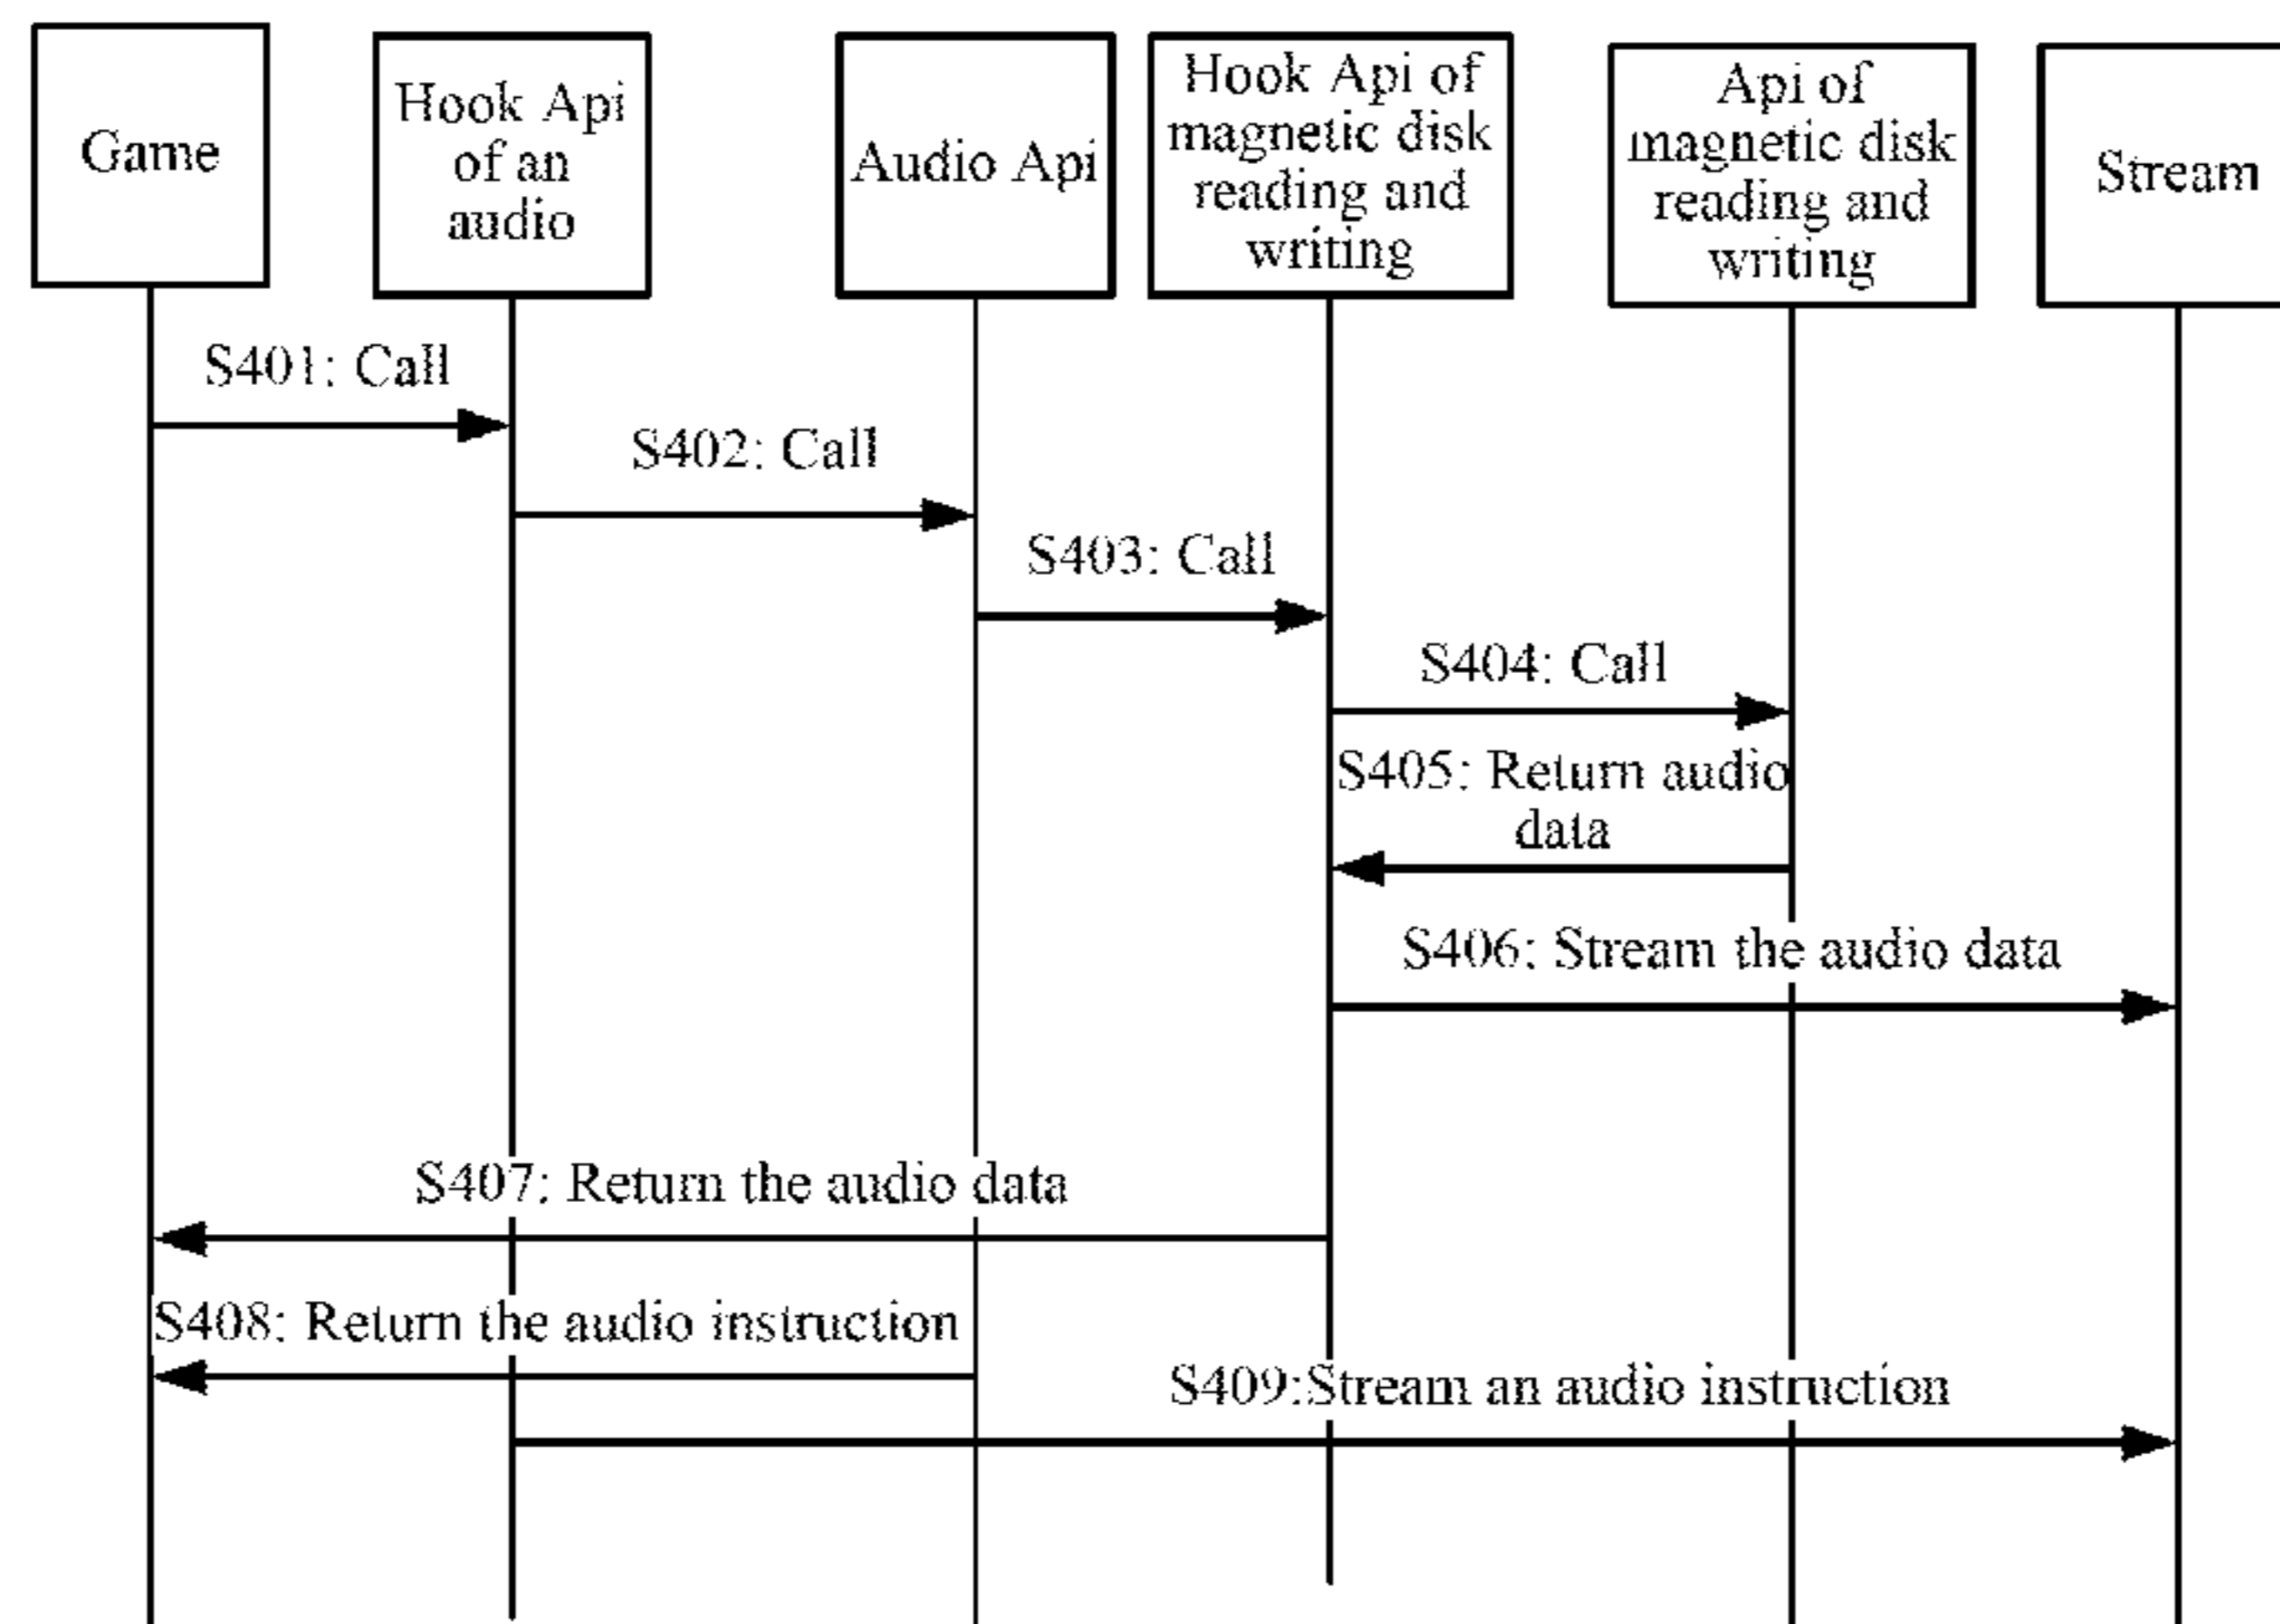 Game
Hook Api
of an
audio
Audio Api
Hook Api of
magnetic disk
reading and
writing
Api of
magnetic disk
reading and
writing
Stream
S401: Call
S402: Call
S403: Call
S404: Call
S405: Return audio
data
S406: Stream the audio data
S407: Return the audio data
S408: Return the audio instruction
S409:Stream an audio instruction